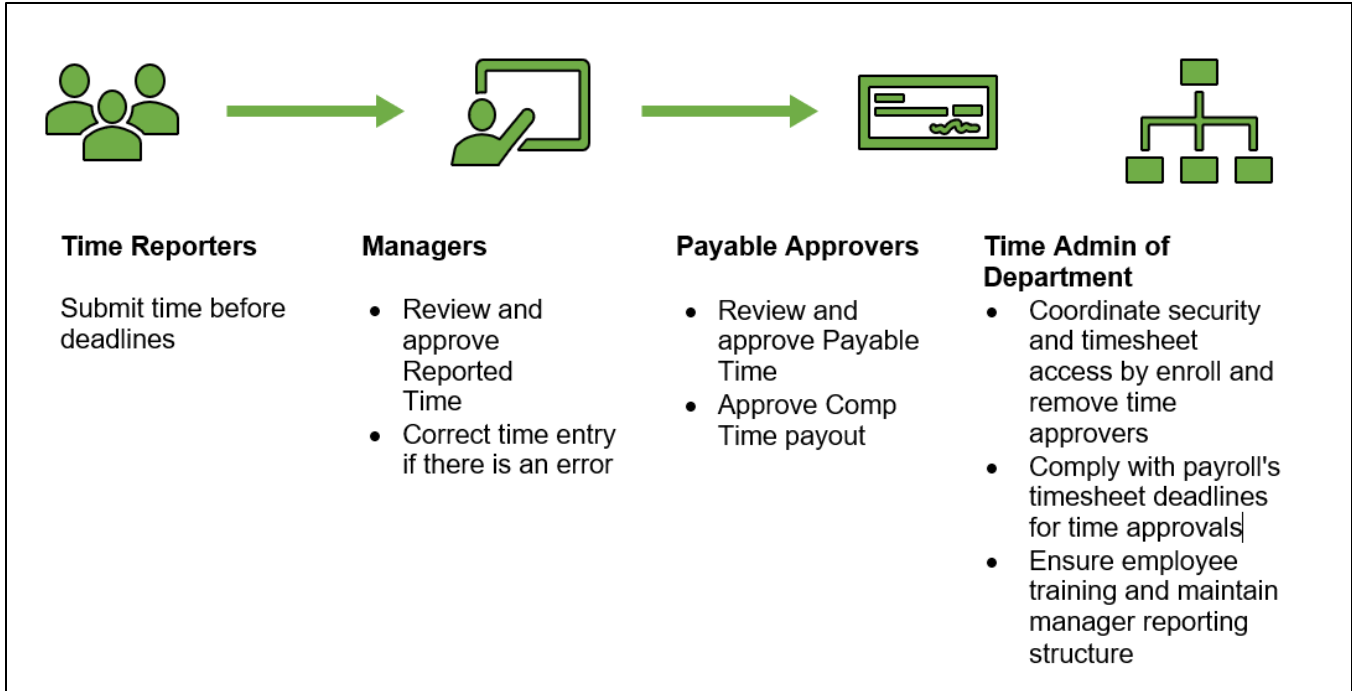 Time Reporters
Submit time before
deadlines
Managers
• Review and
approve
Reported
Time
• Correct time entry
if there is an error
Payable Approvers
• Review and
approve Payable
Time
• Approve Comp
Time payout
Time Admin of
Department
• Coordinate security
and timesheet
access by enroll and
remove time
approvers
• Comply with payroll's
timesheet deadlines
for time approvals
• Ensure employee
training and maintain
manager reporting
structure